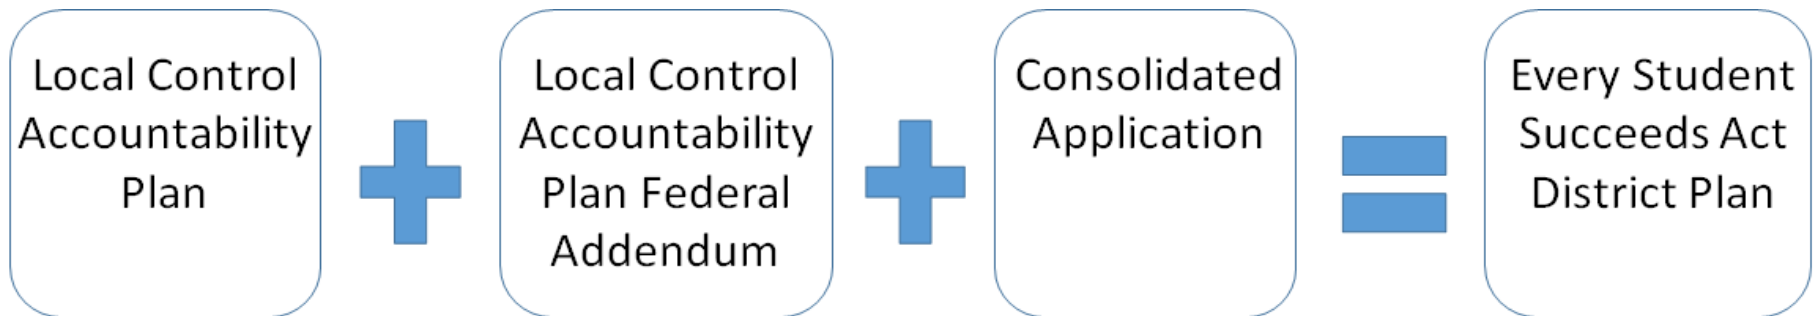 Local Control
Accountability
Plan
Local Control
Accountability
Plan Federal
Addendum
Consolidated
Application
Every Student
Succeeds Act
District Plan